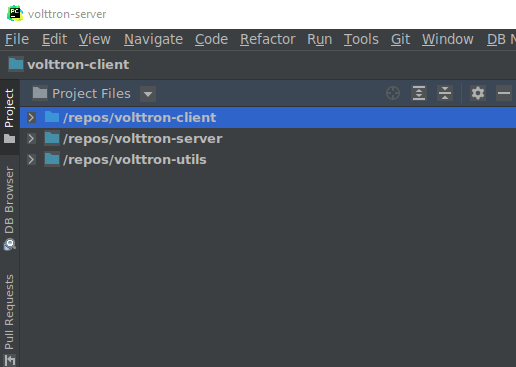 PC volttron-server
File Edit View Navigate Code Refactor Run Tools Git Window DB N
volttron-client
Project Files
/repos/volttron-client
/repos/volttron-server
/repos/volttron-utils
Project
DB Browser
Pull Requests